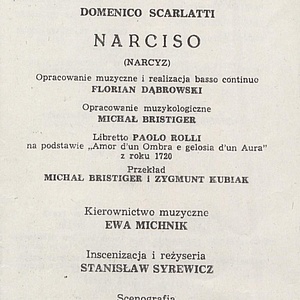 DOMENICO SCARLATTI
NARCISO
(NARCYZ)
Opracowanie muzyczne i realizacja basso continuo
FLORIAN DĄBROWSKI
Opracowanie muzykologiczne
MICHAŁ BRISTIGER
Libretto PAOLO ROLLI
na podstawie „Amor d'un Ombra e gelosia d'un Aura"
z roku 1720
Przekład
MICHAŁ BRISTIGER i ZYGMUNT KUBIAK
Kierownictwo muzyczne
EWA MICHNIK
Inscenizacja i reżyseria
STANISŁAW SYREWICZ
Scenografia